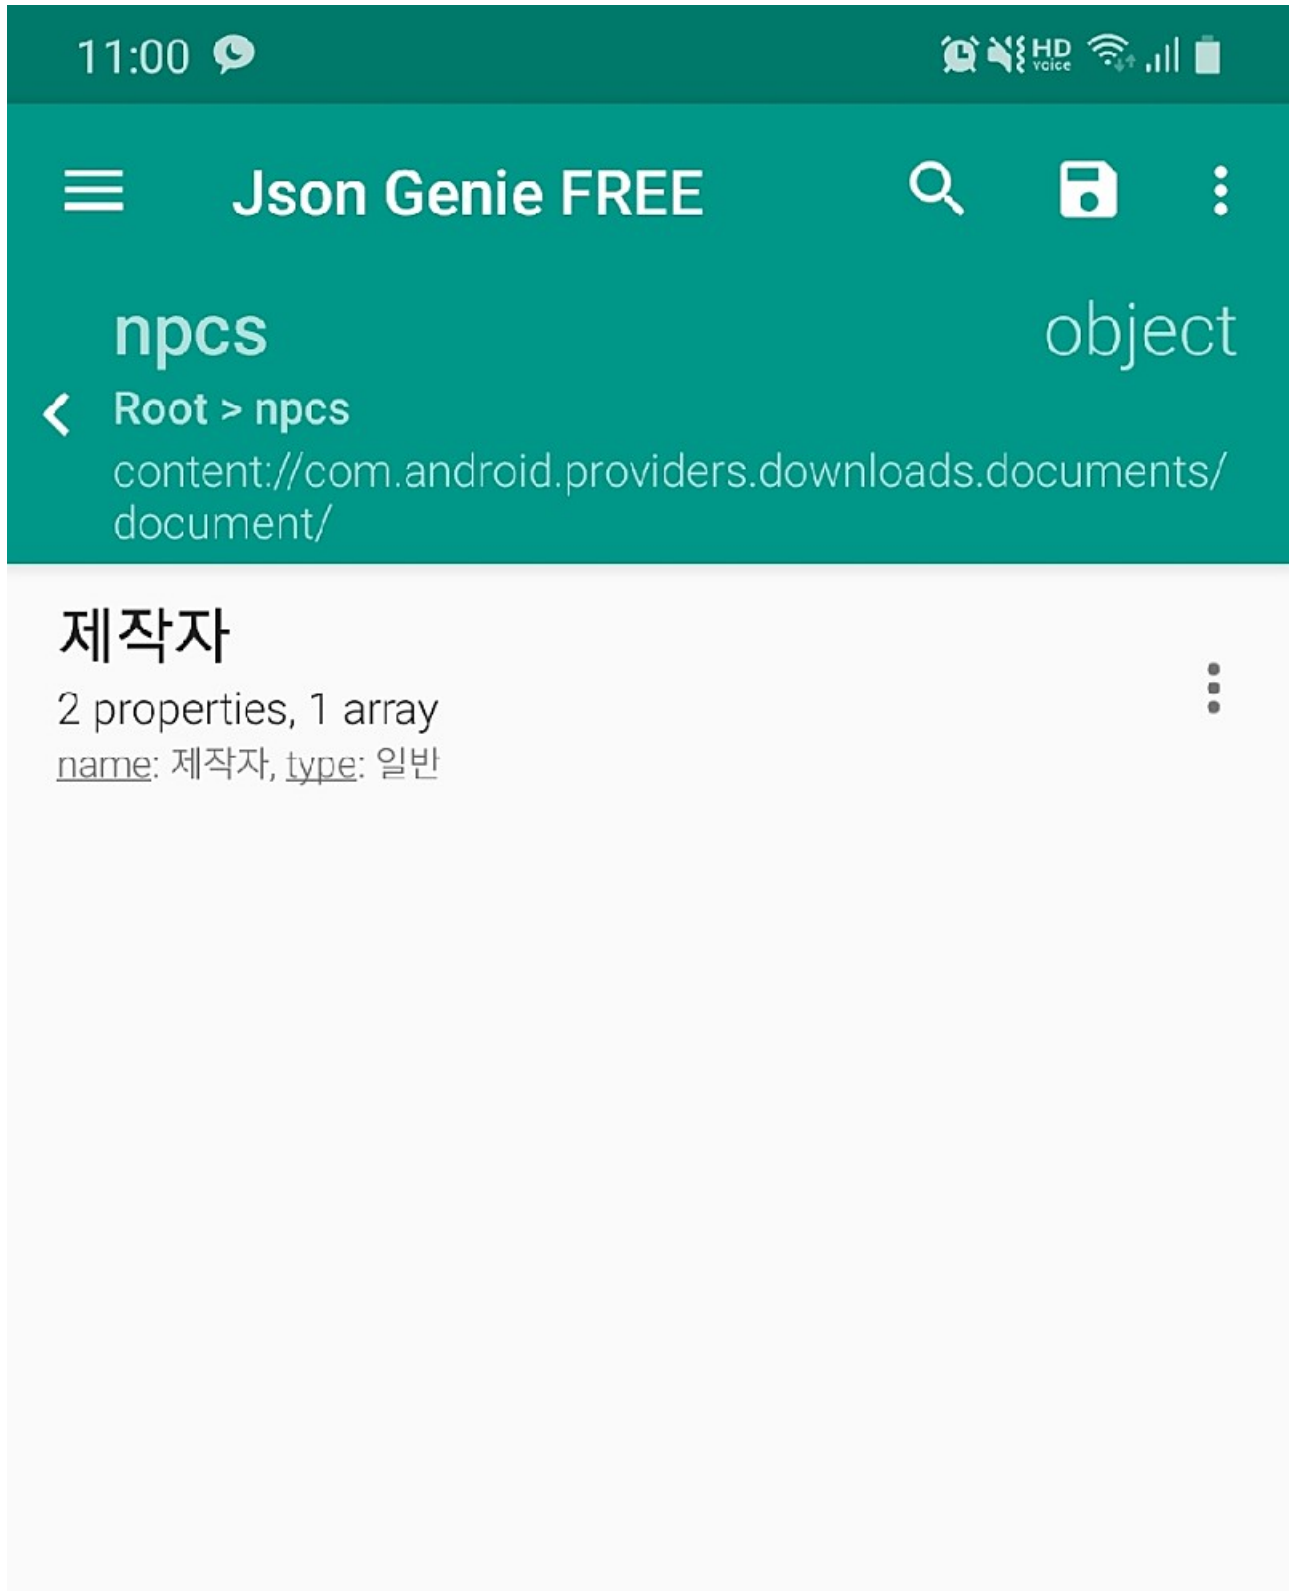 11:00
HD
voice
Json Genie FREE
npcs
object
Root > npcs
content://com.android.providers.downloads.documents/
document/
제작자
2 properties, 1 array
name: 제작자, type: 일반